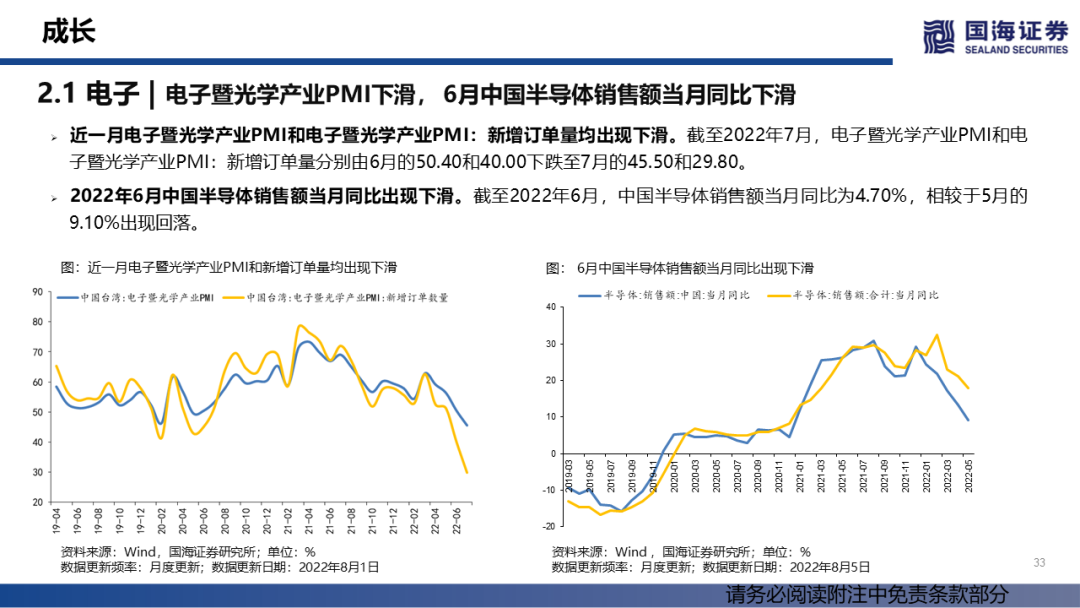 成长
国海证券
SEALAND SECURITIES
2.1 电子 | 电子暨光学产业PMI下滑， 6月中国半导体销售额当月同比下滑
近一月电子暨光学产业PMI和电子暨光学产业PMI：新增订单量均出现下滑。截至2022年7月，电子暨光学产业PMI和电
子暨光学产业PMI：新增订单量分别由6月的50.40和40.00下跌至7月的45.50和29.80。
2022年6月中国半导体销售额当月同比出现下滑。截至2022年6月，中国半导体销售额当月同比为4.70%，相较于5月的
9.10%出现回落。
图：近一月电子暨光学产业PMI和新增订单量均出现下滑
中国台湾:电子暨光学产业PMI 中国台湾:电子暨光学产业PMI:新增订单数量
90
80
70
60
50
40
30
20
19-04 19-06 19-08 19-10 19-12 20-02 20-04 20-06 20-08 20-10 20-12 21-02 21-04 21-06 21-08 21-10 21-12 22-02 22-04 22-06
资料来源：Wind，国海证券研究所；单位：%
数据更新频率：月度更新；数据更新日期：2022年8月1日
图： 6月中国半导体销售额当月同比出现下滑
半导体:销售额:中国:当月同比 半导体:销售额:合计:当月同比
40
30
20
10
0
-10
-20
2019-03 2019-05 2019-07 2019-09 2019-11 2020-01 2020-03 2020-05 2020-07 2020-09 2020-11 2021-01 2021-03 2021-05 2021-07 2021-09 2021-11 2022-01 2022-03 2022-05
资料来源：Wind ，国海证券研究所；单位：%
数据更新频率：月度更新；数据更新日期：2022年8月5日
33
请务必阅读附注中免责条款部分